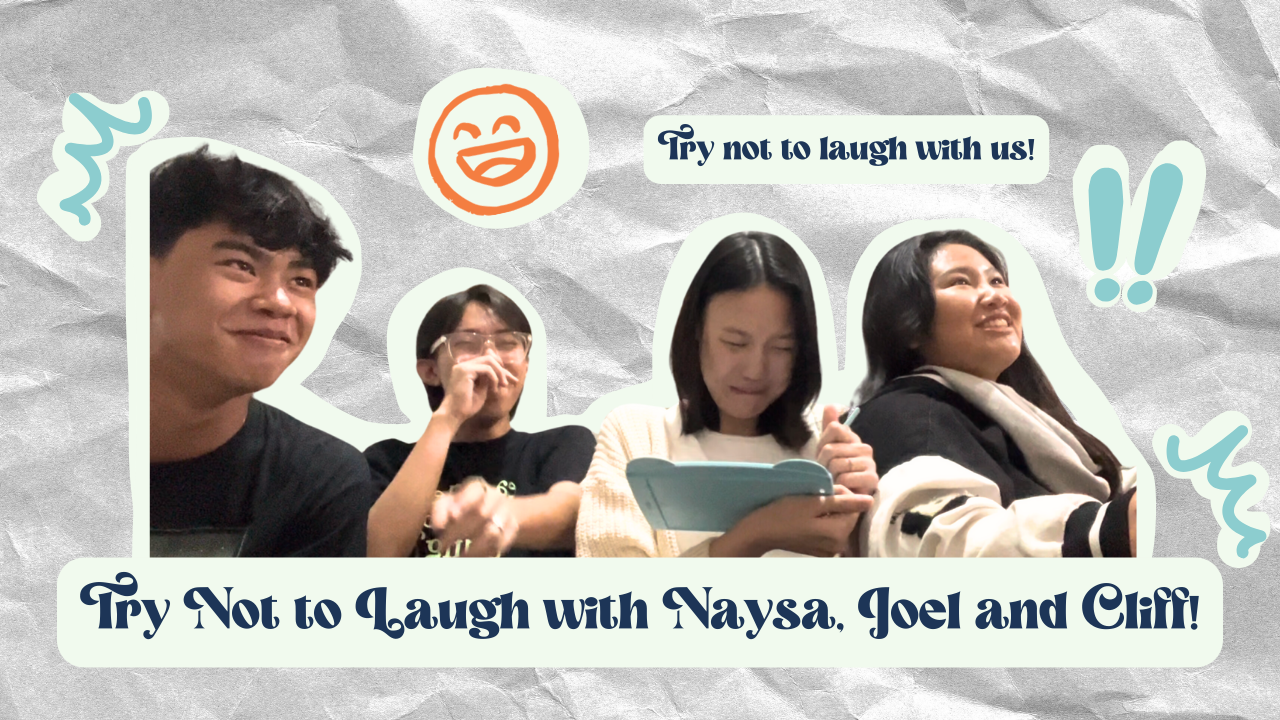 Try not to laugh with us!
Try Not to Laugh with Naysa, Joel and Cliff!